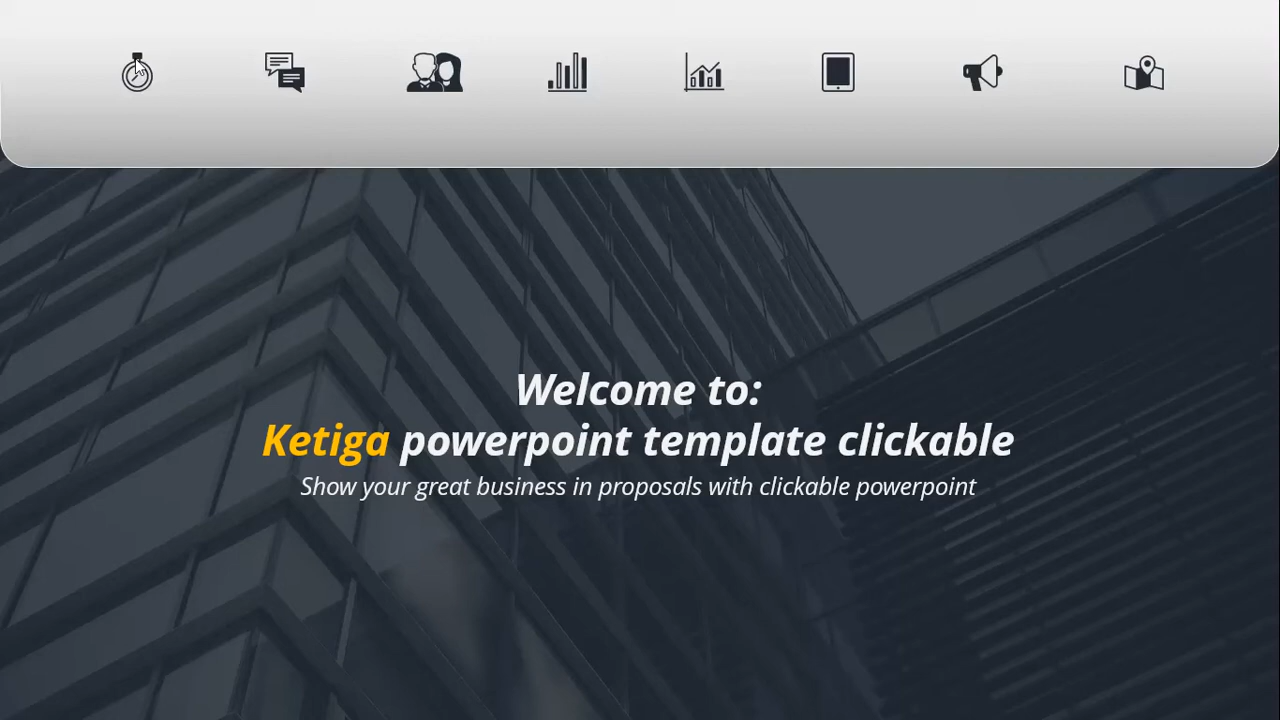 Welcome to:
Ketiga powerpoint template clickable
Show your great business in proposals with clickable powerpoint